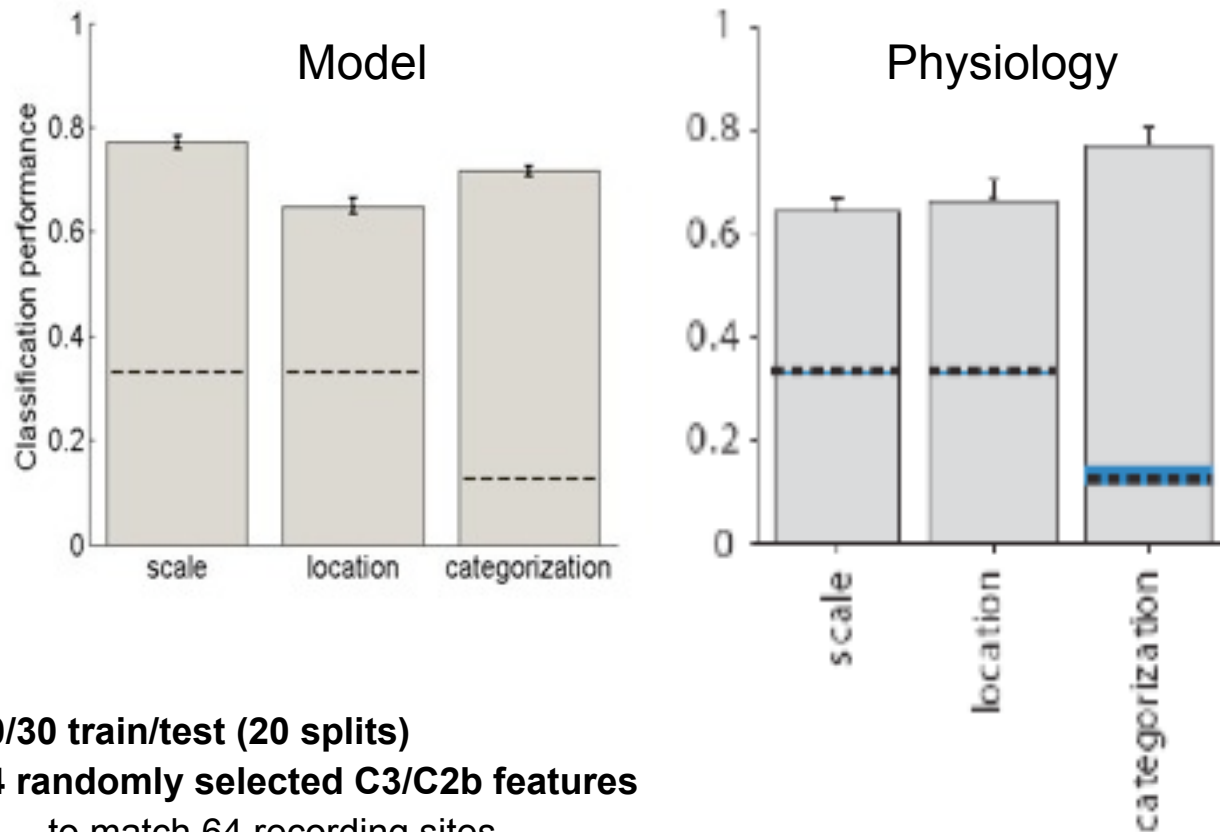 Model
Physiology
Classification performance
1
0.8
0.6
0.4
0.2
0
scale
location
categorization
1
0.8
0.6
0.4
0.2
0
scale
location
categorization
/30 train/test (20 splits)
randomly selected C3/C2b features
to match 64 recording sites